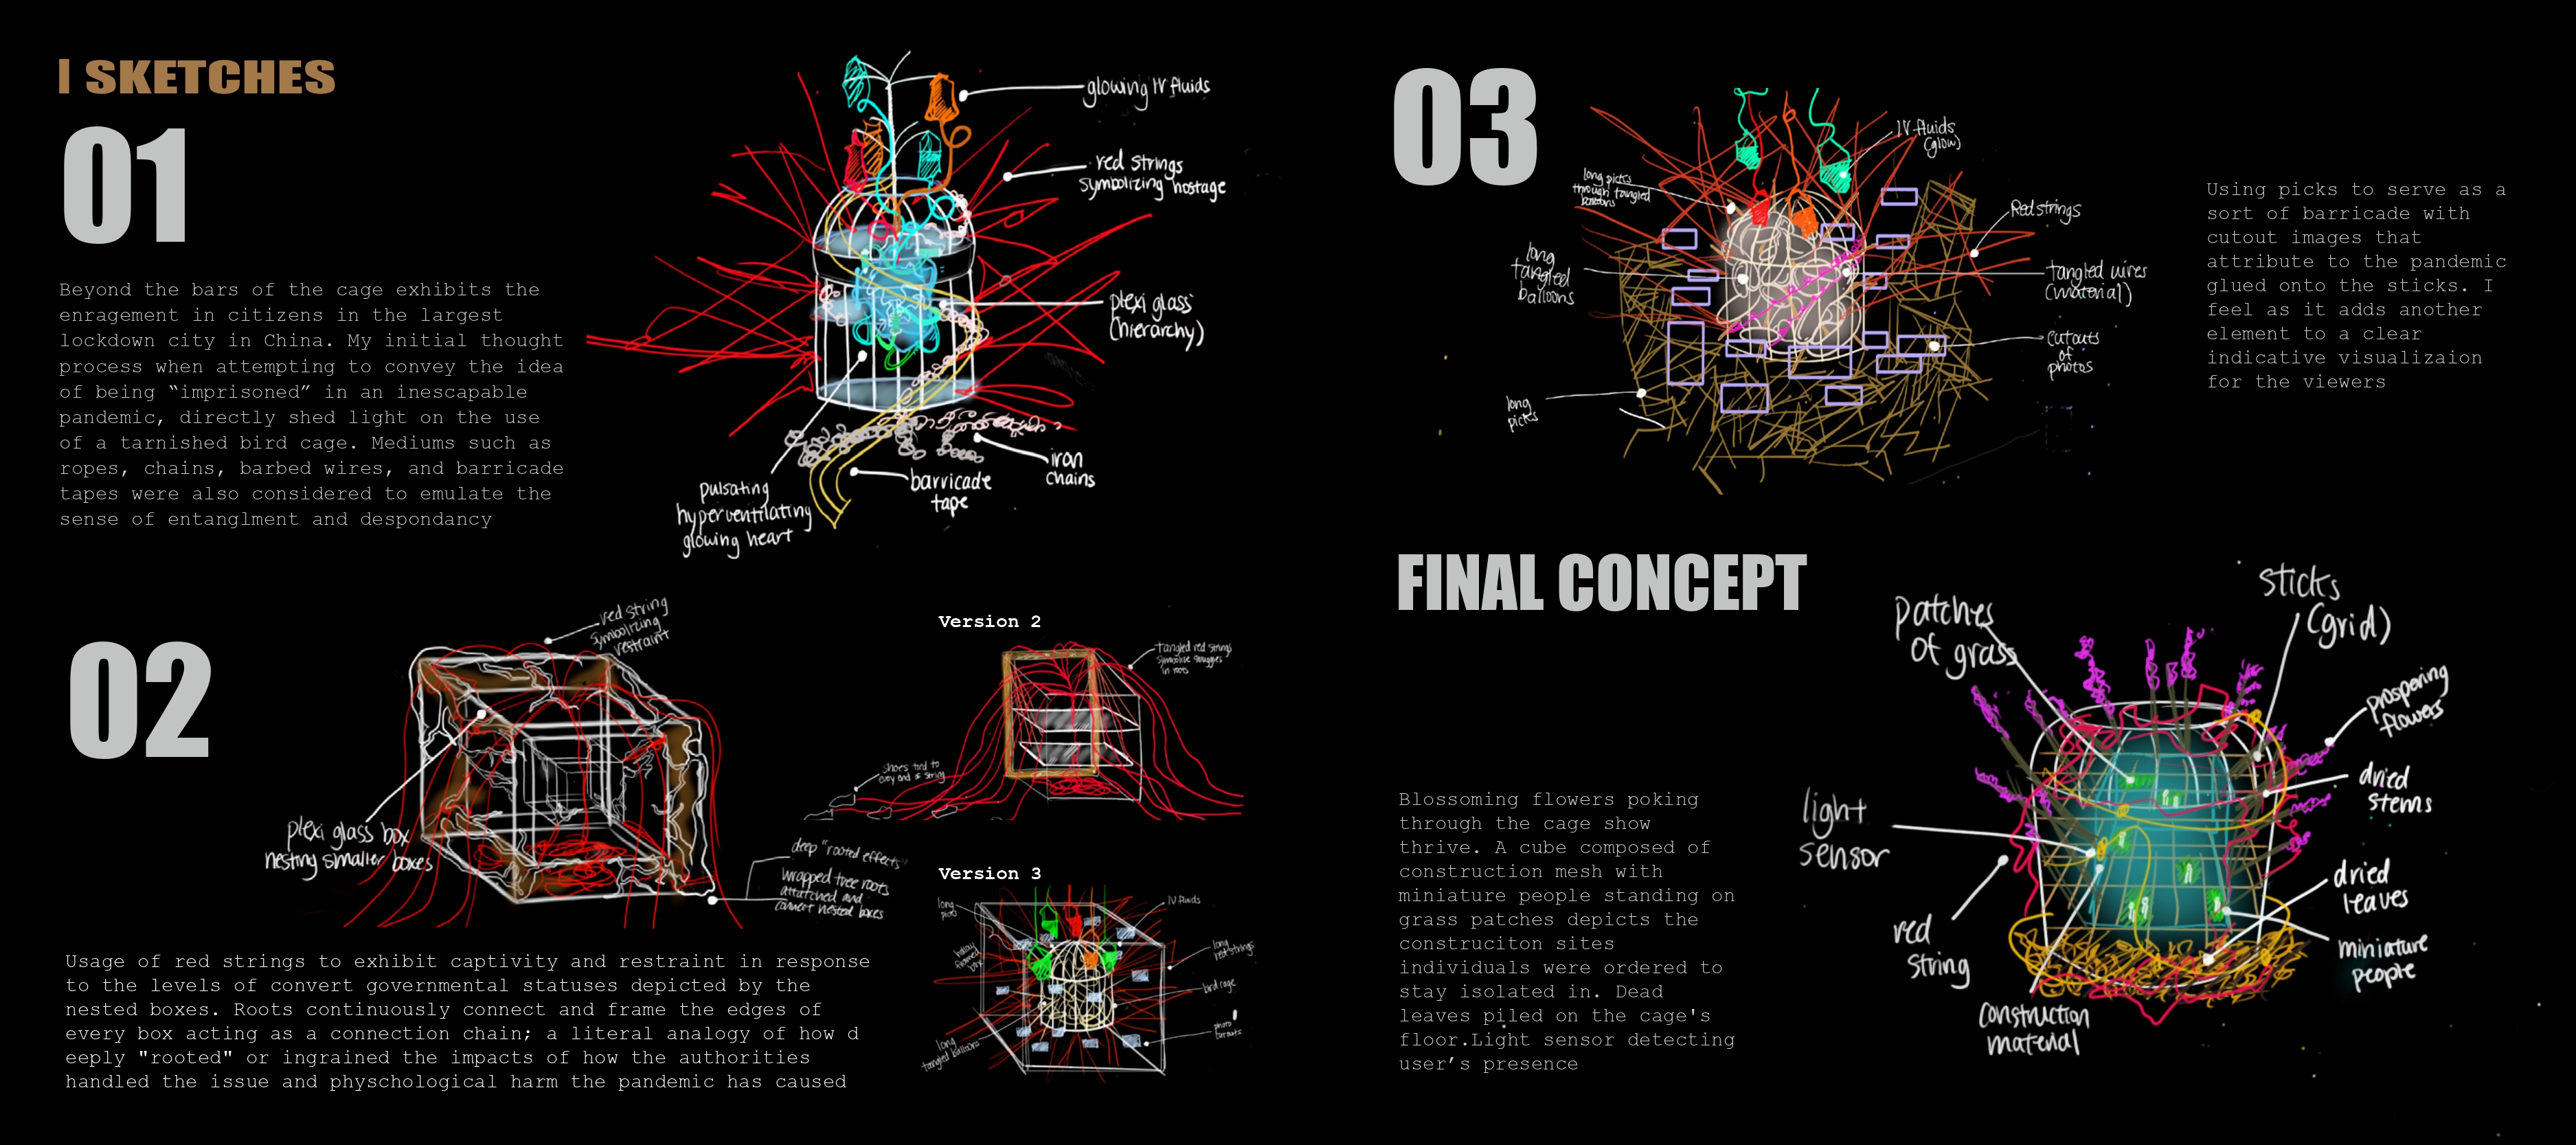 I SKETCHES
01
Beyond the bars of the cage exhibits the
enragement in citizens in the largest
lockdown city in China. My initial thought
process when attempting to convey the idea
of being “imprisoned” in an inescapable
pandemic, directly shed light on the use
of a tarnished bird cage. Mediums such as
ropes, chains, barbed wires, and barricade
tapes were also considered to emulate the
sense of entanglment and despondancy
glowing IV fluids
red strings
symbolizing hostage
plexi glass
(hierarchy)
iron
chains
barricade
tape
pulsating
hyperventilating
glowing heart
02
red string
symbolizing
restraint
plexi glass box
nesting smaller boxes
deep "rooted effects"
wrapped tree roots
attatched and
connect nested boxes
Version 2
tangled red strings
symbolize struggles
in roots
shoes tied to
every end of string
Version 3
long
picks
IV fluids
long
red strings
bird cage
photo
cutouts
long
tangled balloons
Usage of red strings to exhibit captivity and restraint in response
to the levels of convert governmental statuses depicted by the
nested boxes. Roots continuously connect and frame the edges of
every box acting as a connection chain; a literal analogy of how d
eeply "rooted" or ingrained the impacts of how the authorities
handled the issue and physchological harm the pandemic has caused
03
IV fluids
(glow)
long picks
through tangled
balloons
Red strings
long
tangled
balloons
tangled wires
(material)
cutouts
of
photos
long
picks
Using picks to serve as a
sort of barricade with
cutout images that
attribute to the pandemic
glued onto the sticks. I
feel as it adds another
element to a clear
indicative visualizaion
for the viewers
FINAL CONCEPT
Blossoming flowers poking
through the cage show
thrive. A cube composed of
construction mesh with
miniature people standing on
grass patches depicts the
construciton sites
individuals were ordered to
stay isolated in. Dead
leaves piled on the cage's
floor.Light sensor detecting
user’s presence
patches
of grass
sticks
(grid)
prospering
flowers
dried
stems
light
sensor
dried
leaves
red
string
miniature
people
construction
material